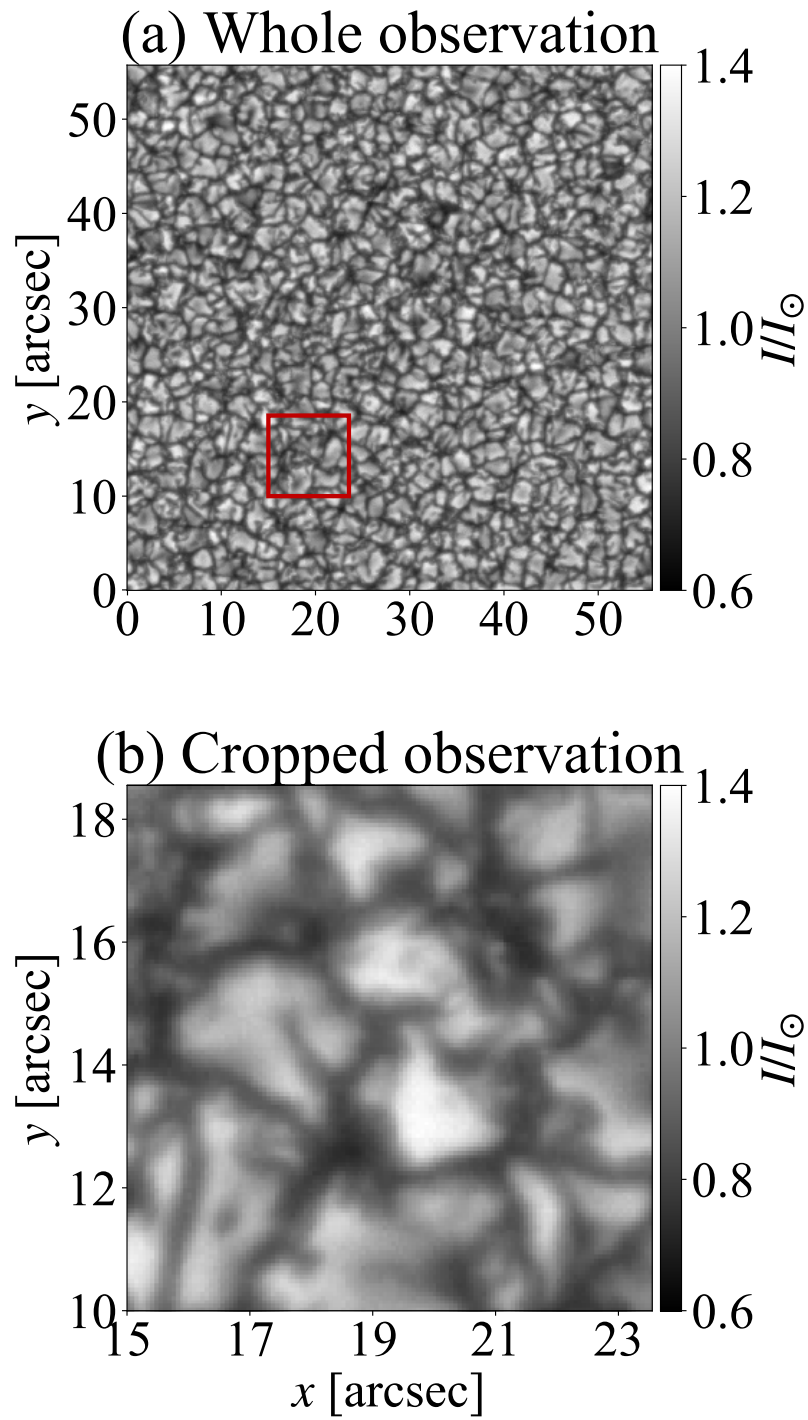 (a) Whole observation
1.4
50
1.2
40
y [arcsec]
30
1.0
I/I⊙
20
0.8
10
0
0.6
0 10 20 30 40 50
(b) Cropped observation
1.4
18
1.2
16
y [arcsec]
1.0
I/I⊙
14
0.8
12
10
0.6
15 17 19 21 23
x [arcsec]